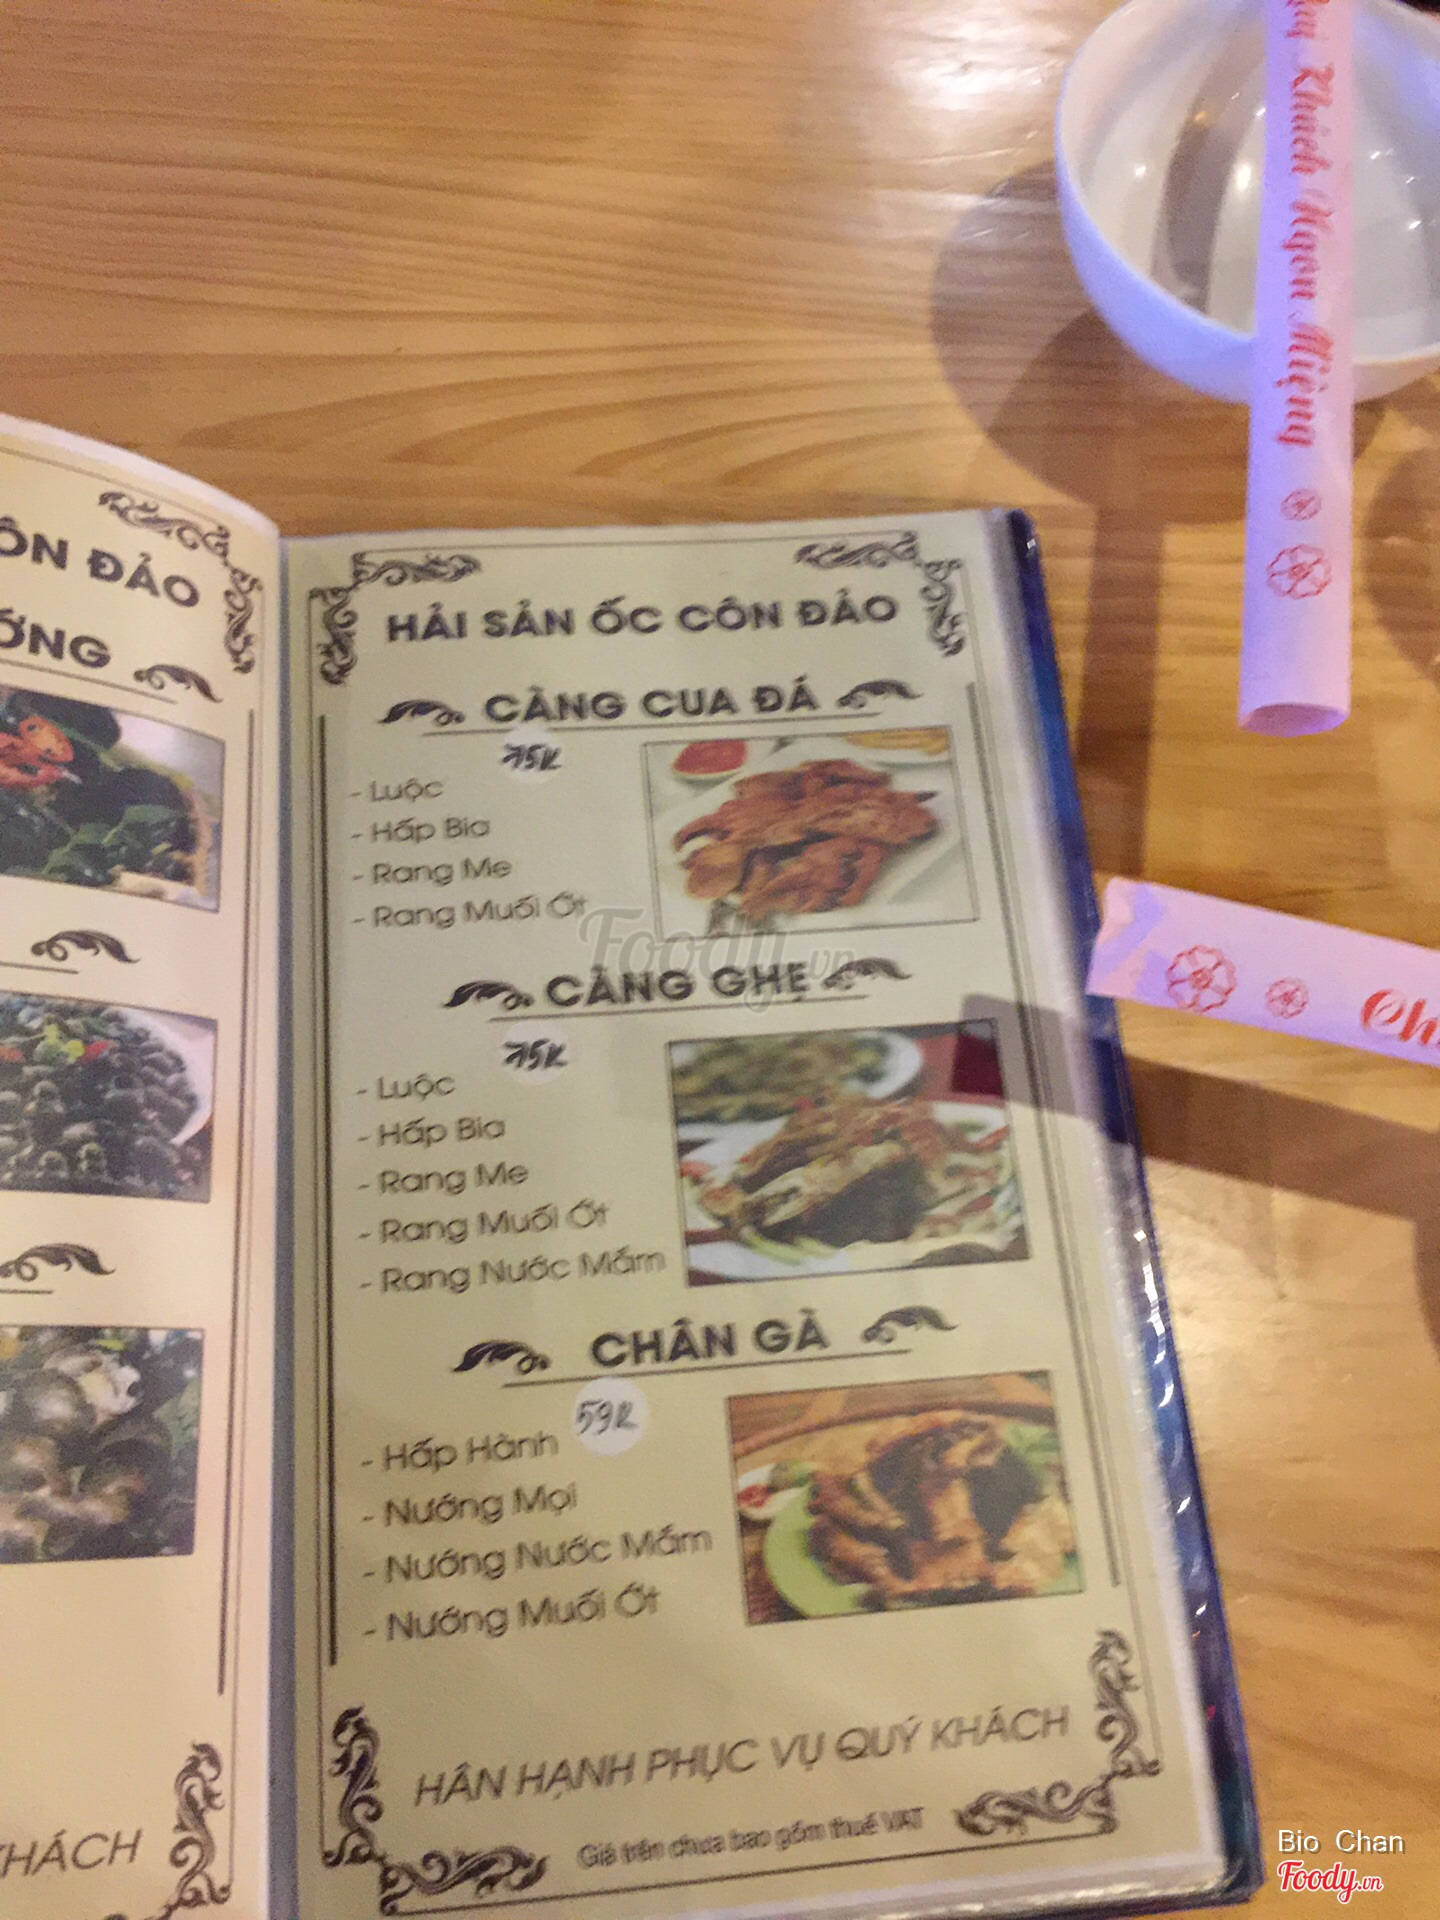 ÔN ĐẢO
HẢI SẢN ỐC CÔN ĐẢO
CÀNG CUA ĐÁ
75K
- Luộc
- Hấp Bia
- Rang Me
- Rang Muối Ớt
Foody.vn
CÀNG GHẸ
75K
- Luộc
- Hấp Bia
- Rang Me
- Rang Muối Ớt
- Rang Nước Mắm
CHÂN GÀ
59K
- Hấp Hành
- Nướng Mọi
- Nướng Nước Mắm
- Nướng Muối Ớt
HÂN HẠNH PHỤC VỤ QUÝ KHÁCH
Giá trên chưa bao gồm thuế VAT
KHÁCH
Khách Ngon Miệng
Bio Chan
Foody.vn